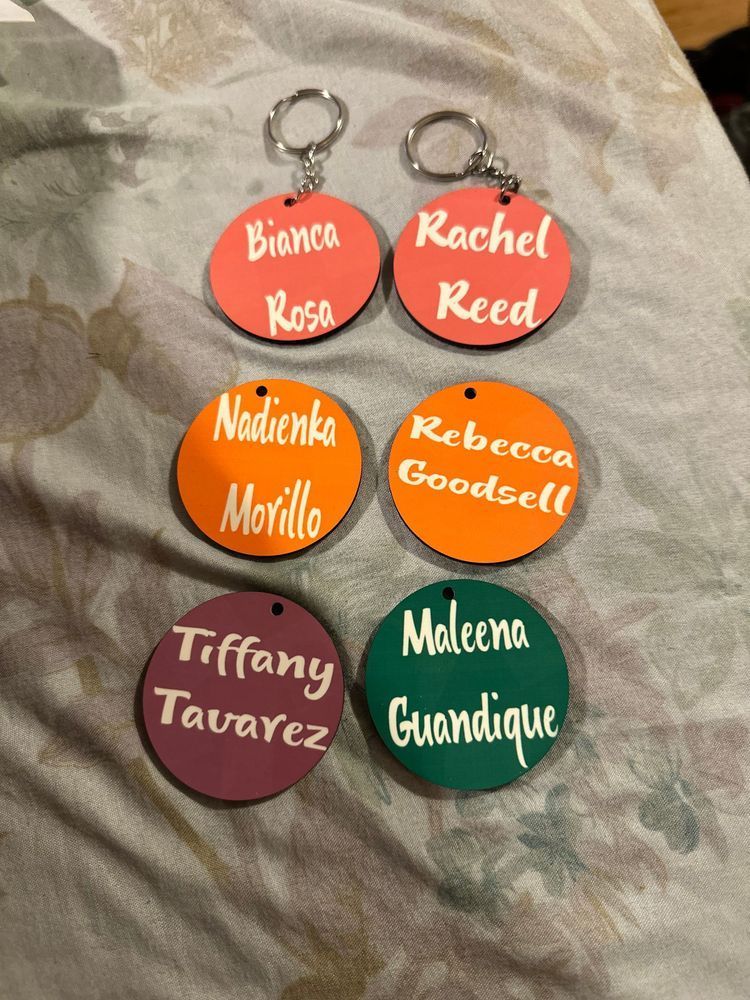 Bianca
Rosa
Rachel
Reed
Nadienka
Morillo
Rebecca
Goodsell
Tiffany
Tavarez
Maleena
Guandique